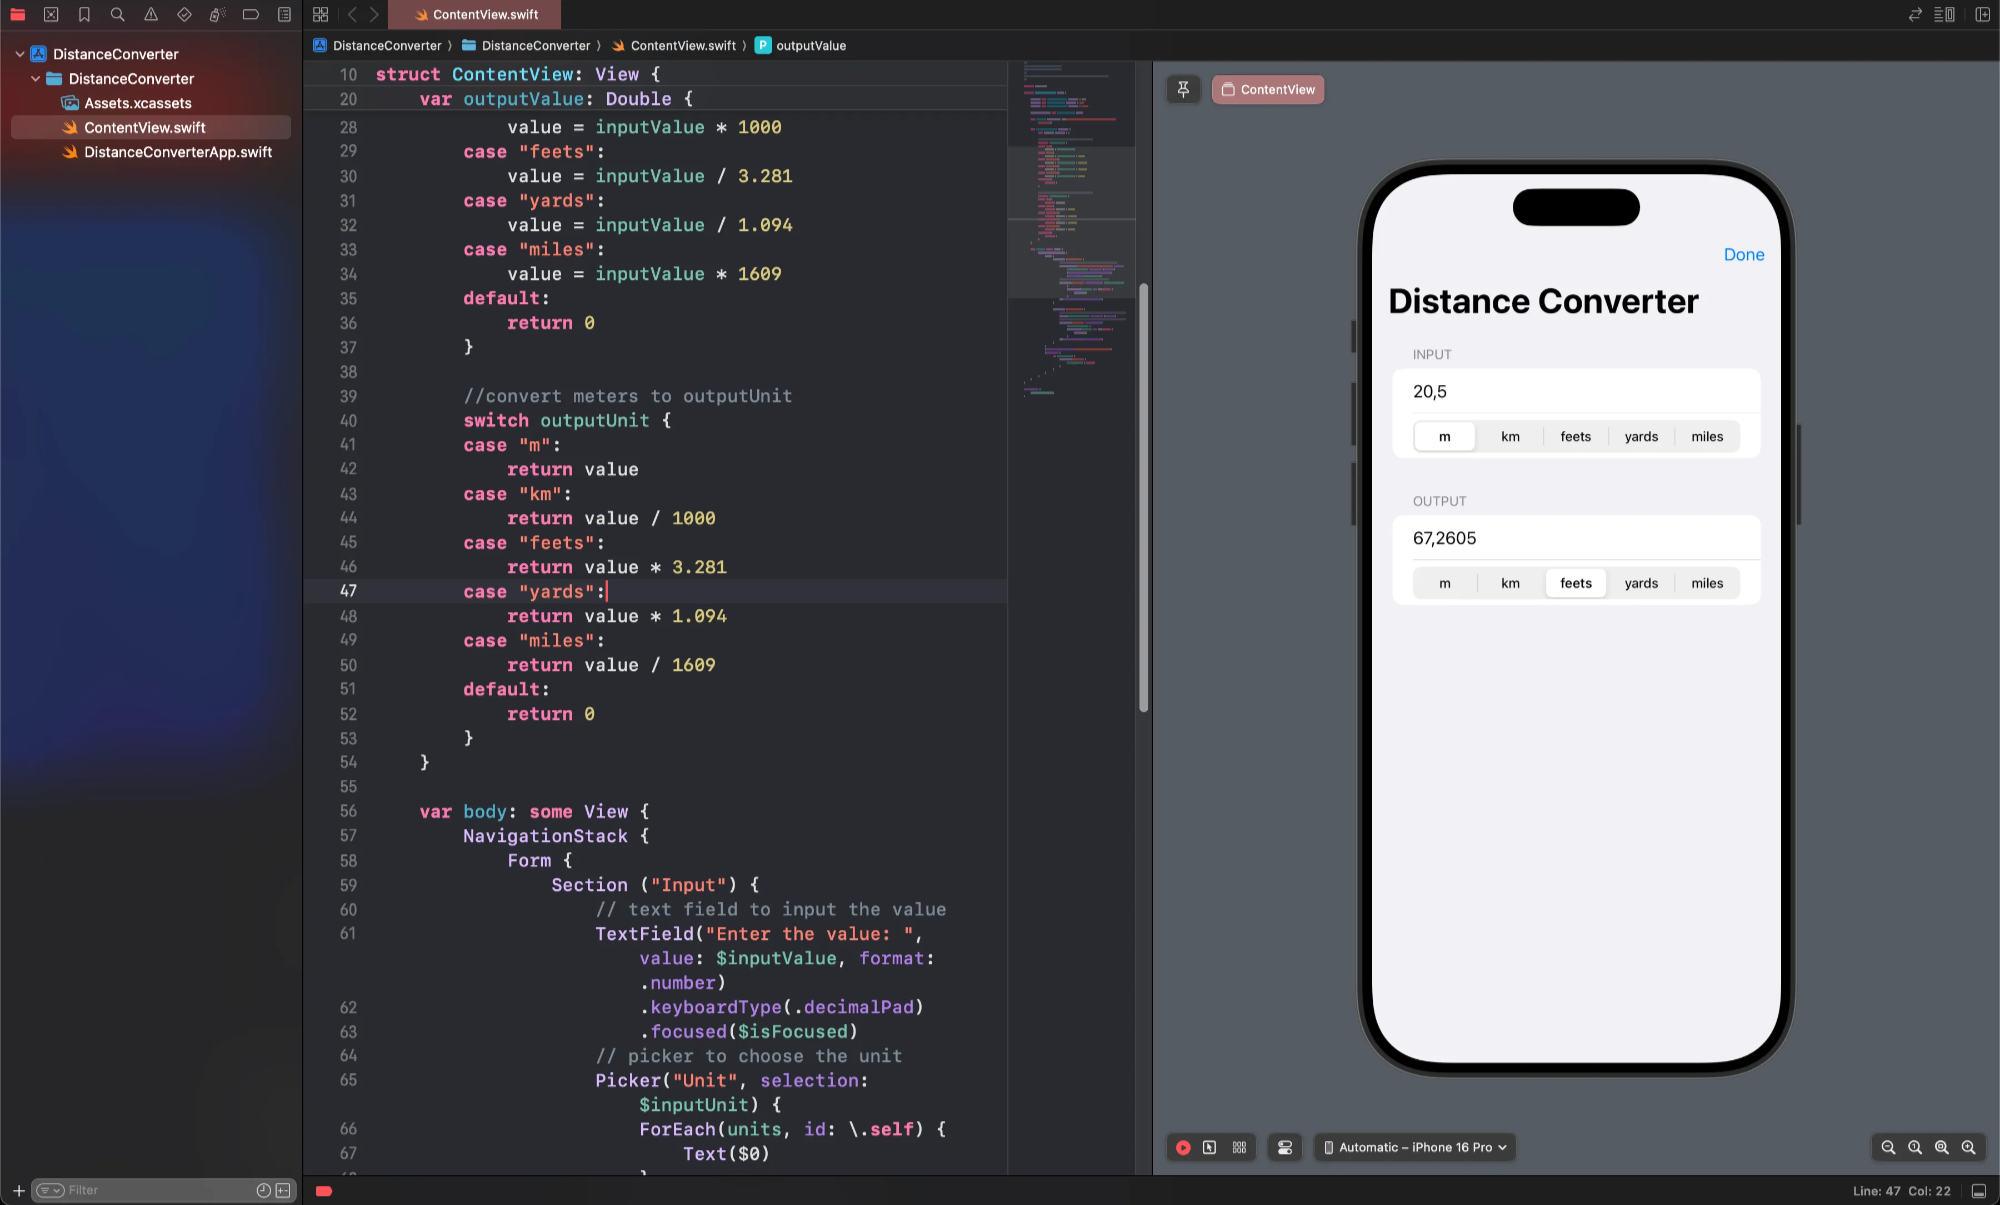 ContentView.swift
DistanceConverter
DistanceConverter
Assets.xcassets
ContentView.swift
DistanceConverterApp.swift
Filter
DistanceConverter ⟩ DistanceConverter ⟩ ContentView.swift ⟩ P outputValue
10 struct ContentView: View {
20 var outputValue: Double {
28 value = inputValue * 1000
29 case "feets":
30 value = inputValue / 3.281
31 case "yards":
32 value = inputValue / 1.094
33 case "miles":
34 value = inputValue * 1609
35 default:
36 return 0
37 }
38
39 //convert meters to outputUnit
40 switch outputUnit {
41 case "m":
42 return value
43 case "km":
44 return value / 1000
45 case "feets":
46 return value * 3.281
47 case "yards":
48 return value * 1.094
49 case "miles":
50 return value / 1609
51 default:
52 return 0
53 }
54 }
55
56 var body: some View {
57 NavigationStack {
58 Form {
59 Section ("Input") {
60 // text field to input the value
61 TextField("Enter the value: ",
value: $inputValue, format:
.number)
62 .keyboardType(.decimalPad)
63 .focused($isFocused)
64 // picker to choose the unit
65 Picker("Unit", selection:
$inputUnit) {
66 ForEach(units, id: \.self) {
67 Text($0)
ContentView
Done
Distance Converter
INPUT
20,5
m km feets yards miles
OUTPUT
67,2605
m km feets yards miles
Automatic – iPhone 16 Pro
Line: 47 Col: 22